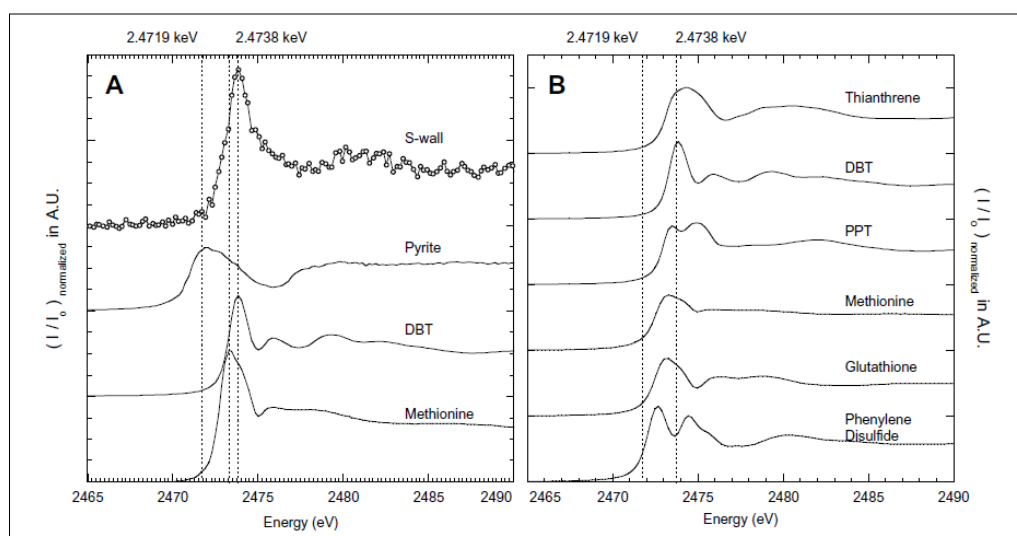 2.4719 keV 2.4738 keV
A
S-wall
Pyrite
DBT
Methionine
( I / I o ) normalized in A.U.
2465 2470 2475 2480 2485 2490
Energy (eV)
2.4719 keV 2.4738 keV
B
Thianthrene
DBT
PPT
Methionine
Glutathione
Phenylene
Disulfide
( I / I o ) normalized in A.U.
2465 2470 2475 2480 2485 2490
Energy (eV)